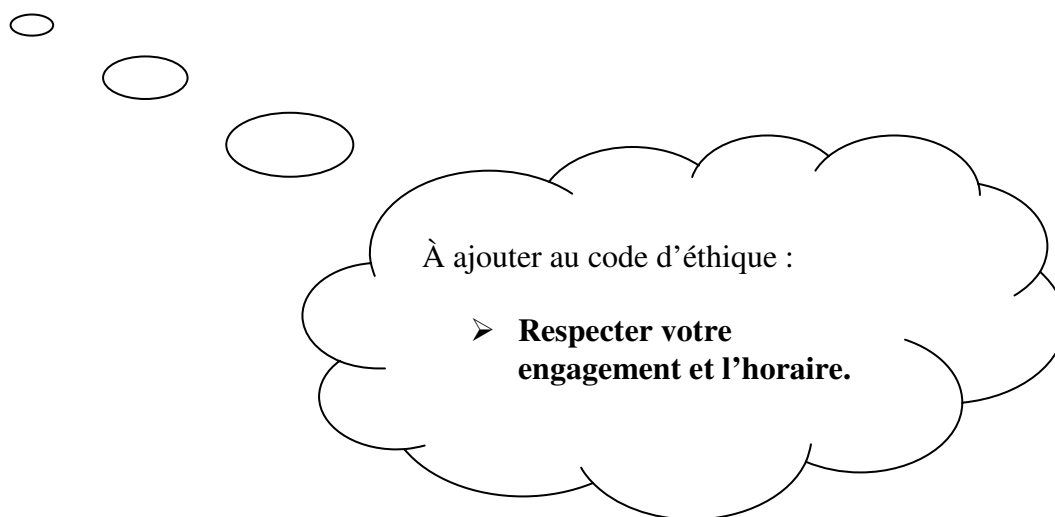 À ajouter au code d’éthique :
➢ Respecter votre
engagement et l’horaire.